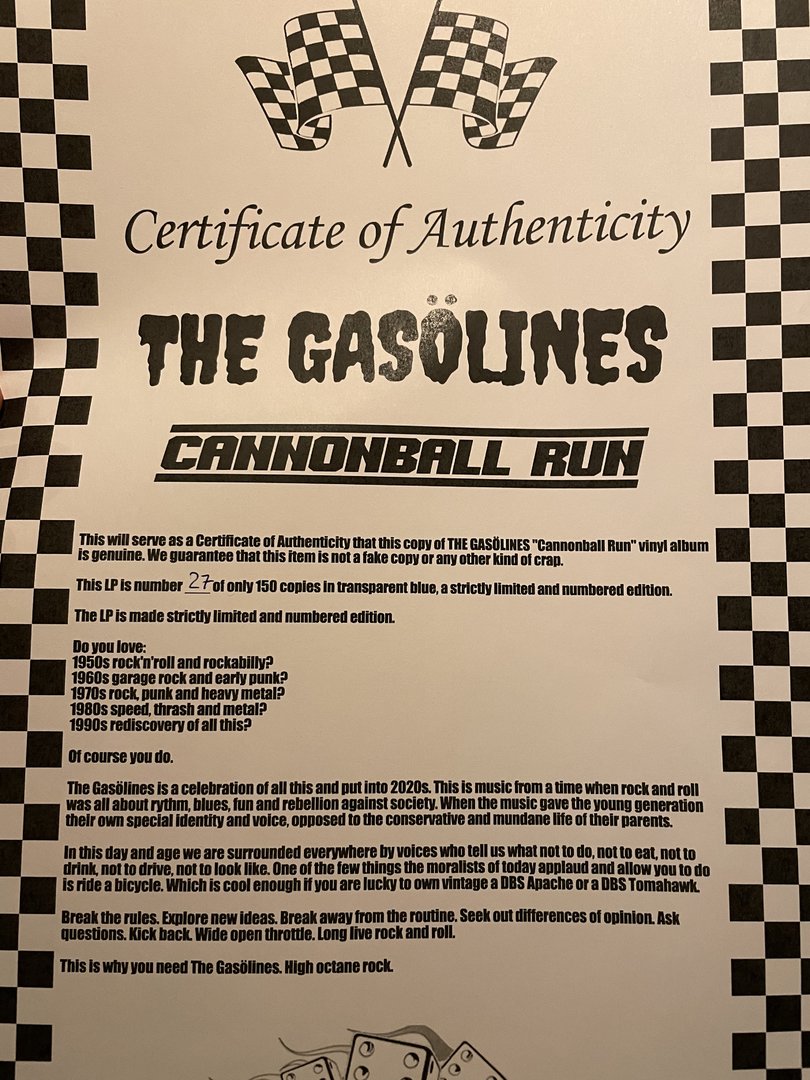 Certificate of Authenticity
THE GASÖLINES
CANNONBALL RUN
This will serve as a Certificate of Authenticity that this copy of THE GASÖLINES "Cannonball Run" vinyl album
is genuine. We guarantee that this item is not a fake copy or any other kind of crap.
This LP is number 27 of only 150 copies in transparent blue, a strictly limited and numbered edition.
The LP is made strictly limited and numbered edition.
Do you love:
1950s rock'n'roll and rockabilly?
1960s garage rock and early punk?
1970s rock, punk and heavy metal?
1980s speed, thrash and metal?
1990s rediscovery of all this?
Of course you do.
The Gasölines is a celebration of all this and put into 2020s. This is music from a time when rock and roll
was all about rythm, blues, fun and rebellion against society. When the music gave the young generation
their own special identity and voice, opposed to the conservative and mundane life of their parents.
In this day and age we are surrounded everywhere by voices who tell us what not to do, not to eat, not to
drink, not to drive, not to look like. One of the few things the moralists of today applaud and allow you to do
is ride a bicycle. Which is cool enough if you are lucky to own vintage a DBS Apache or a DBS Tomahawk.
Break the rules. Explore new ideas. Break away from the routine. Seek out differences of opinion. Ask
questions. Kick back. Wide open throttle. Long live rock and roll.
This is why you need The Gasölines. High octane rock.